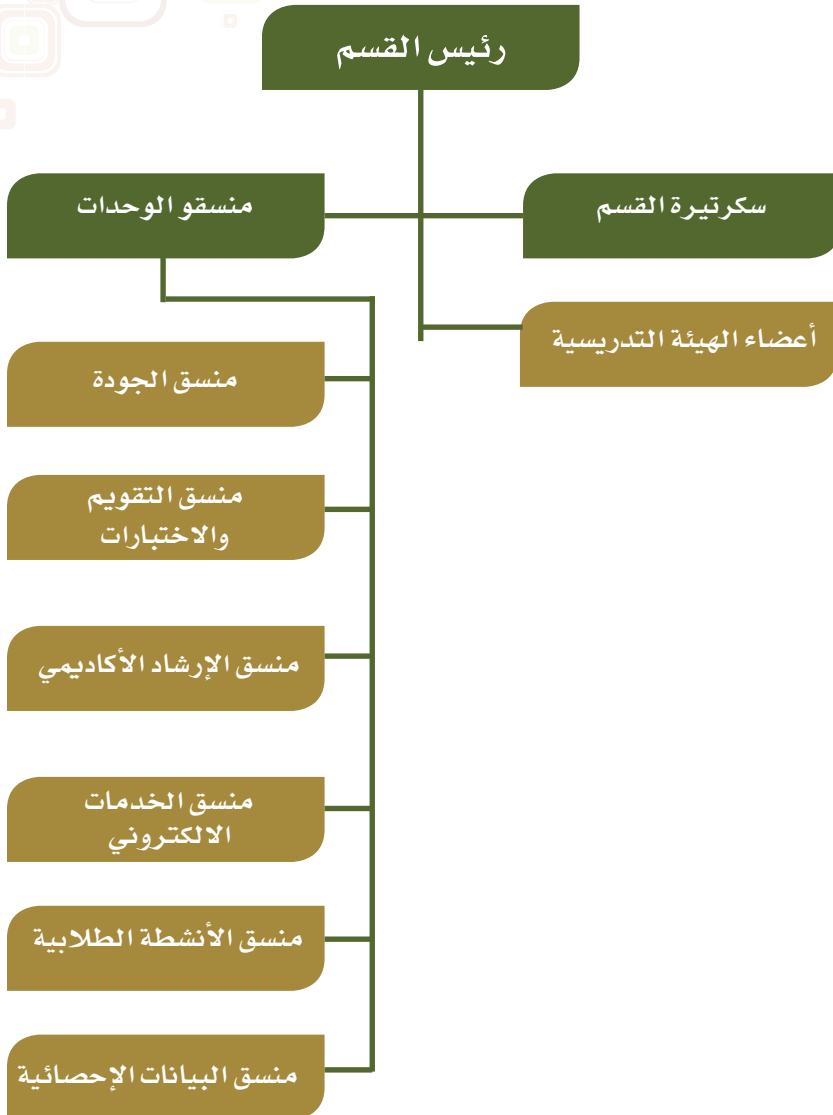 رئيس القسم
سكرتيرة القسم
منسقو الوحدات
أعضاء الهيئة التدريسية
منسق الجودة
منسق التقويم
والاختبارات
منسق الإرشاد الأكاديمي
منسق الخدمات
الالكتروني
منسق الأنشطة الطلابية
منسق البيانات الإحصائية